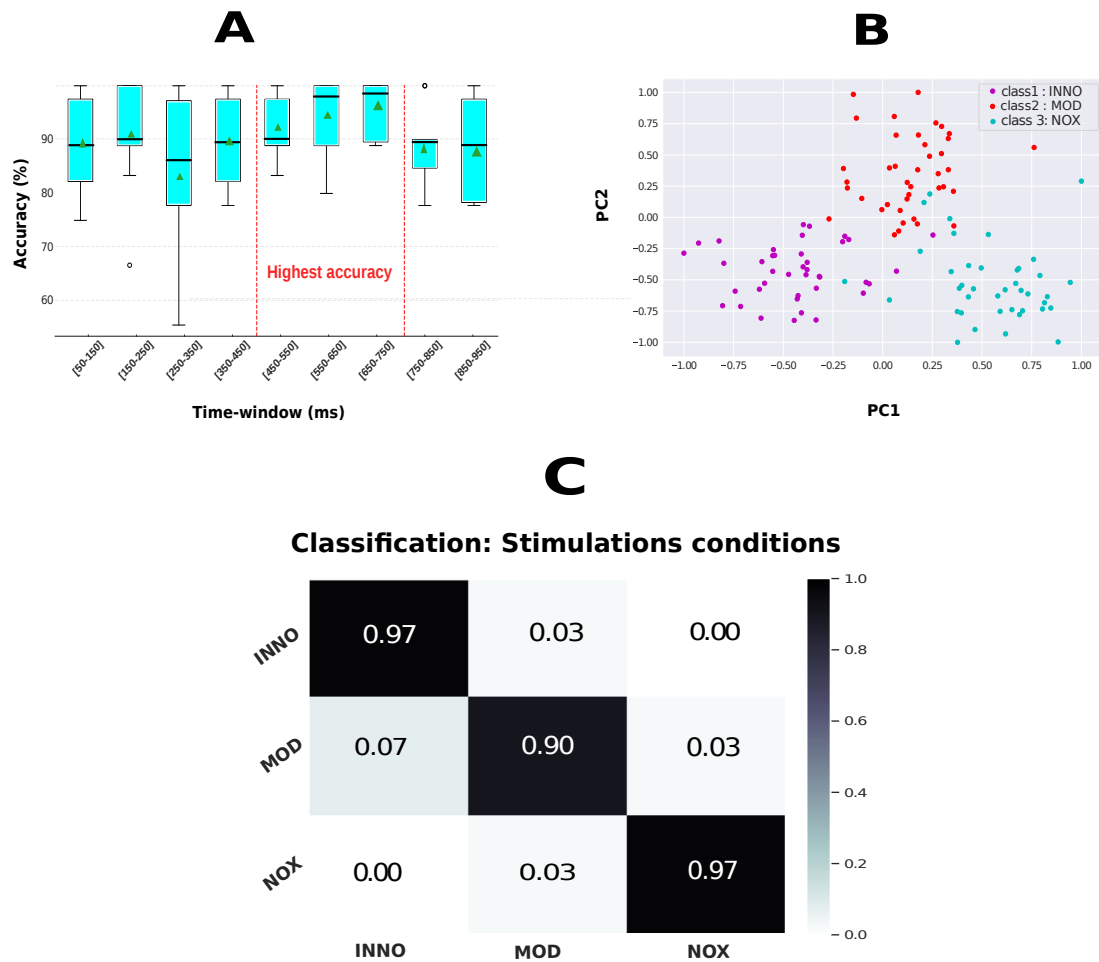 A
B
Accuracy (%)
90
80
70
60
Highest accuracy
[50-150]
[150-250]
[250-350]
[350-450]
[450-550]
[550-650]
[650-750]
[750-850]
[850-950]
Time-window (ms)
PC2
1.00
0.75
0.50
0.25
0.00
−0.25
−0.50
−0.75
−1.00
class1 : INNO
class2 : MOD
class 3: NOX
−1.00 −0.75 −0.50 −0.25 0.00 0.25 0.50 0.75 1.00
PC1
C
Classification: Stimulations conditions
INNO 0.97 0.03 0.00
MOD 0.07 0.90 0.03
NOX 0.00 0.03 0.97
INNO MOD NOX
1.0
0.8
0.6
0.4
0.2
0.0